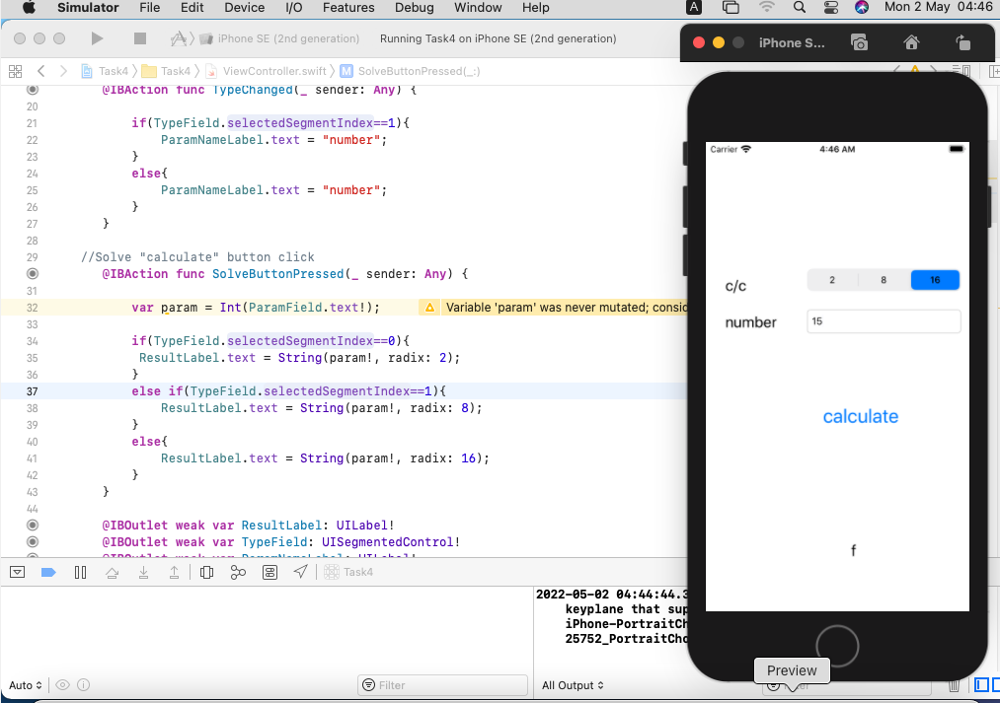 Simulator File Edit Device I/O Features Debug Window Help A Mon 2 May 04:46
iPhone SE (2nd generation) Running Task4 on iPhone SE (2nd generation)
iPhone S...
Task4 Task4 ViewController.swift M SolveButtonPressed(_:)
@IBAction func TypeChanged(_ sender: Any) {
20
21 if(TypeField.selectedSegmentIndex==1){
22 ParamNameLabel.text = "number";
23 }
24 else{
25 ParamNameLabel.text = "number";
26 }
27 }
28
29 //Solve "calculate" button click
@IBAction func SolveButtonPressed(_ sender: Any) {
31
32 var param = Int(ParamField.text!); Variable 'param' was never mutated; consid
33
34 if(TypeField.selectedSegmentIndex==0){
35 ResultLabel.text = String(param!, radix: 2);
36 }
37 else if(TypeField.selectedSegmentIndex==1){
38 ResultLabel.text = String(param!, radix: 8);
39 }
40 else{
41 ResultLabel.text = String(param!, radix: 16);
42 }
43 }
44
@IBOutlet weak var ResultLabel: UILabel!
@IBOutlet weak var TypeField: UISegmentedControl!
@IBOutlet weak var ParamNameLabel: UILabel!
Task4
2022-05-02 04:44:44.3
keyplane that sup
iPhone-PortraitCh
25752_PortraitCho
Auto Filter All Output Filter
Carrier 4:46 AM
c/c 2 8 16
number 15
calculate
f
Preview